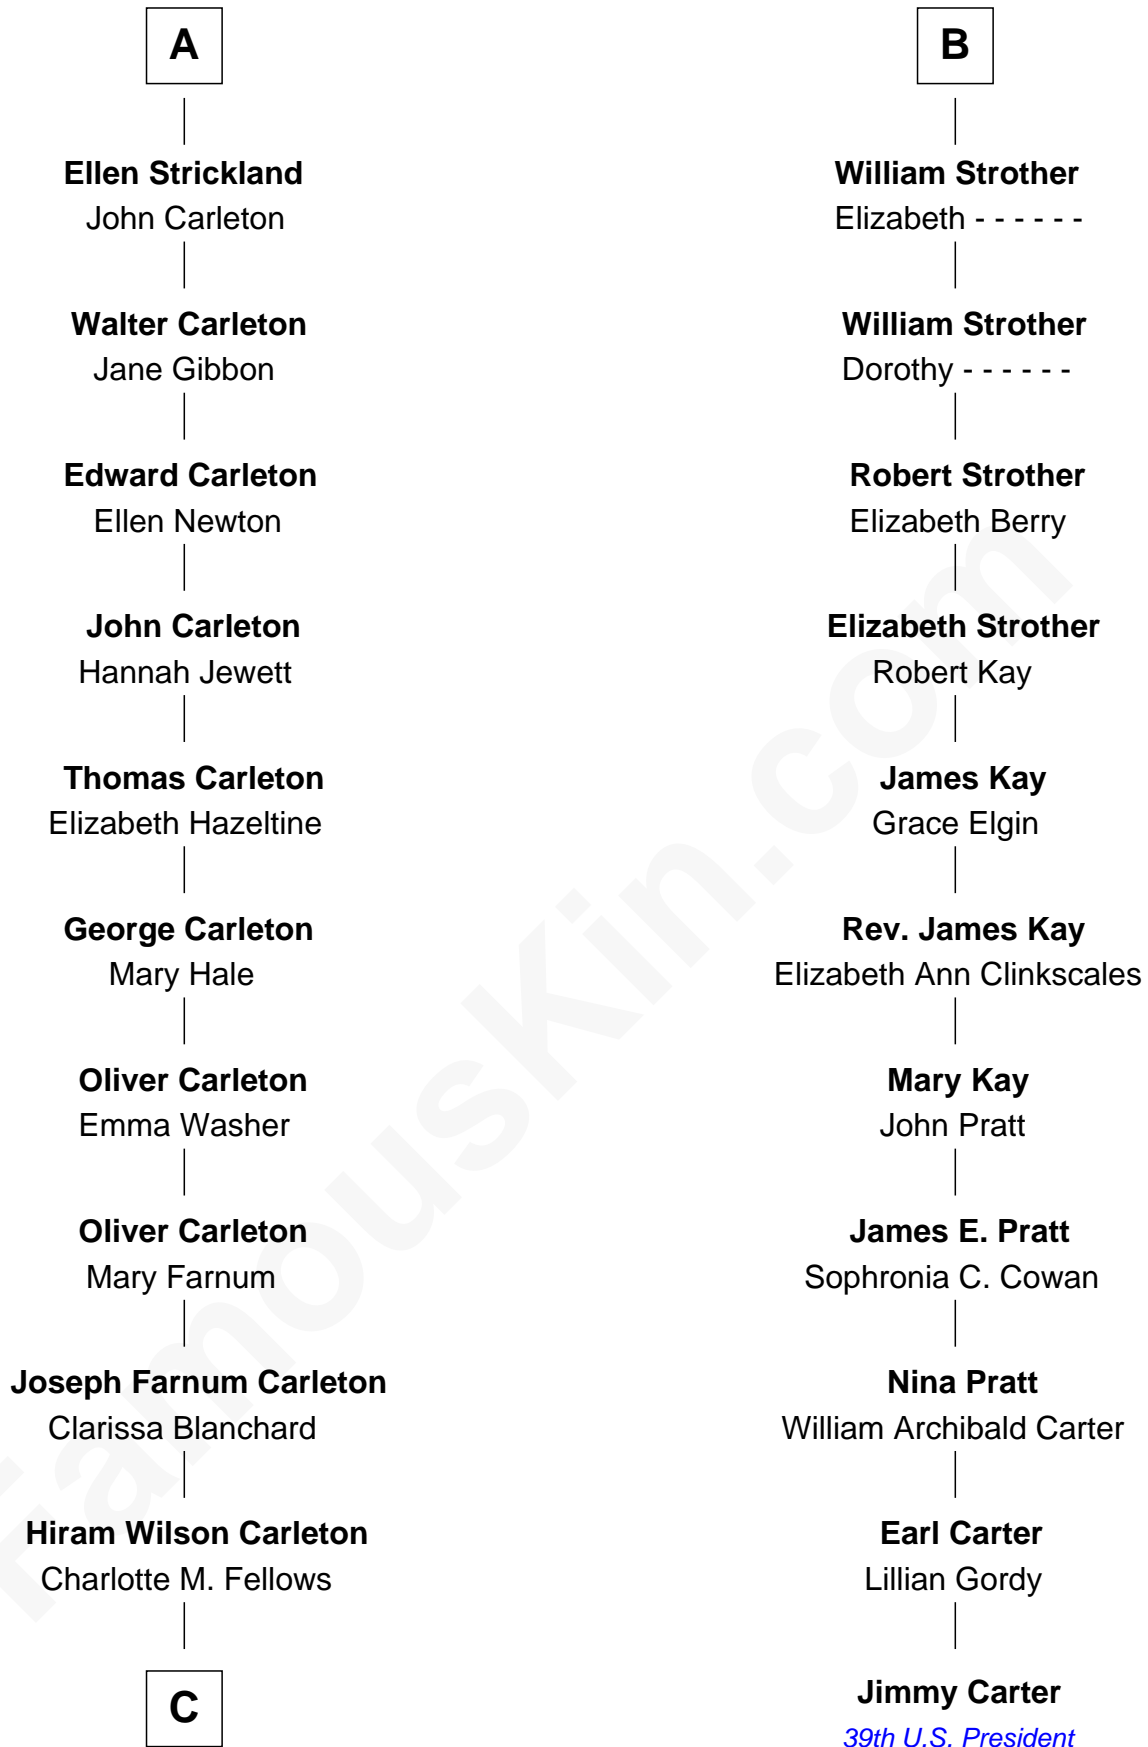 A
Ellen Strickland
John Carleton
Walter Carleton
Jane Gibbon
Edward Carleton
Ellen Newton
John Carleton
Hannah Jewett
Thomas Carleton
Elizabeth Hazeltine
George Carleton
Mary Hale
Oliver Carleton
Emma Washer
Oliver Carleton
Mary Farnum
Joseph Farnum Carleton
Clarissa Blanchard
Hiram Wilson Carleton
Charlotte M. Fellows
C
B
William Strother
Elizabeth - - - - - -
William Strother
Dorothy - - - - - -
Robert Strother
Elizabeth Berry
Elizabeth Strother
Robert Kay
James Kay
Grace Elgin
Rev. James Kay
Elizabeth Ann Clinkscales
Mary Kay
John Pratt
James E. Pratt
Sophronia C. Cowan
Nina Pratt
William Archibald Carter
Earl Carter
Lillian Gordy
Jimmy Carter
39th U.S. President
FamousKin.com